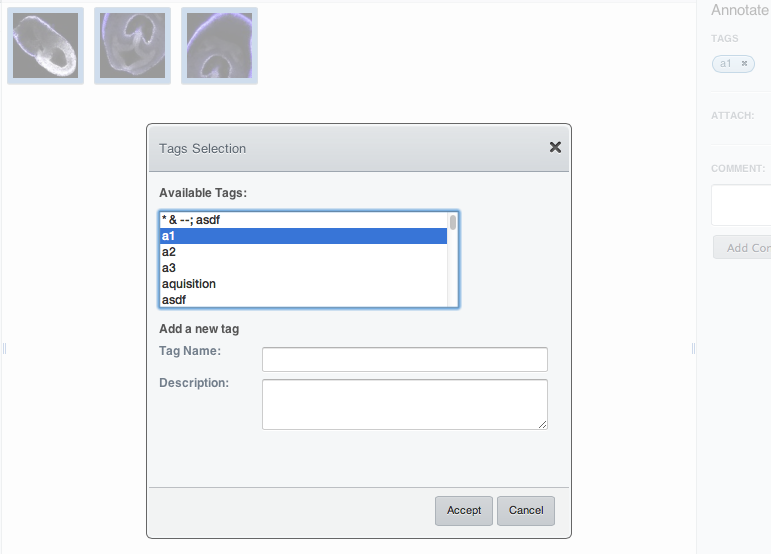 Annotate
TAGS
a1 ×
ATTACH:
COMMENT:
Tags Selection
Available Tags:
* & --; asdf
a1
a2
a3
aquisition
asdf
Add a new tag
Tag Name:
Description:
Accept
Cancel
Add Co